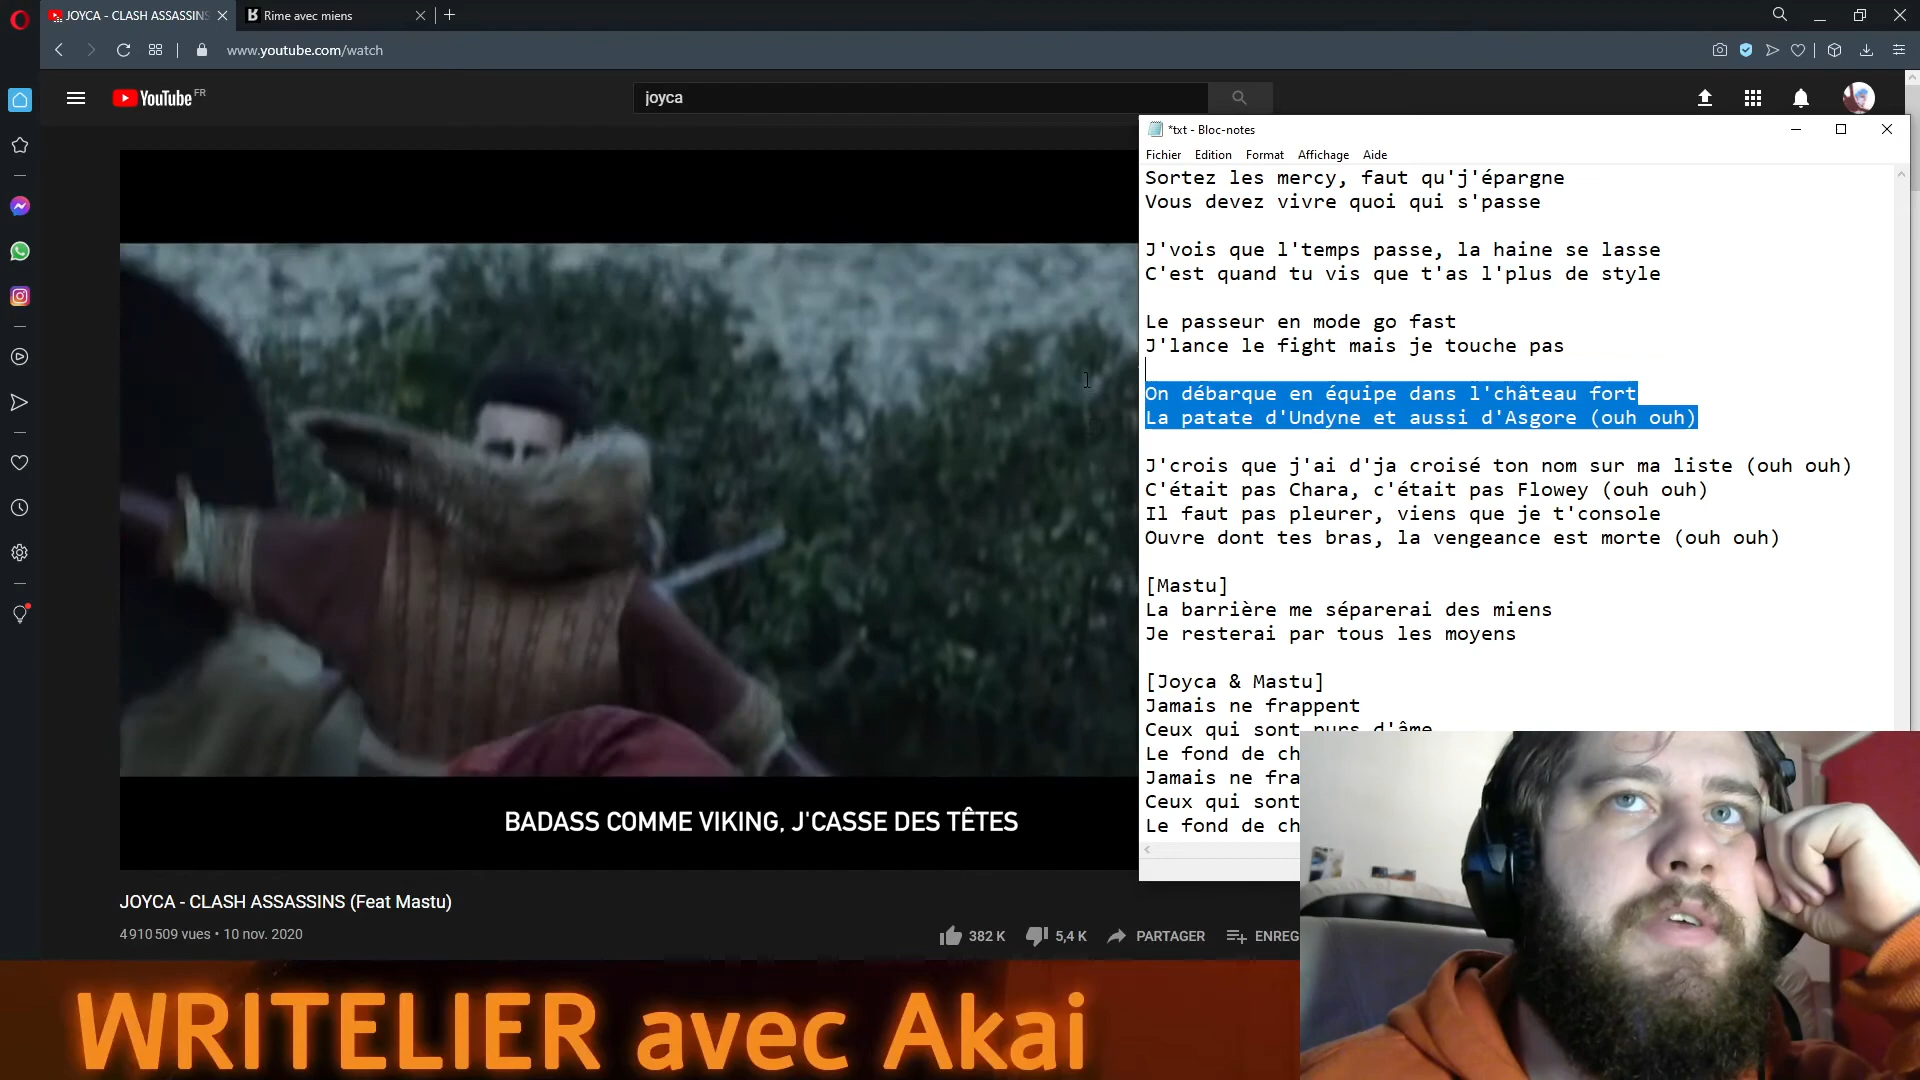 JOYCA - CLASH ASSASSINS
Rime avec miens
www.youtube.com/watch
YouTube FR
joyca
*txt - Bloc-notes
Fichier Edition Format Affichage Aide
Sortez les mercy, faut qu'j'épargne
Vous devez vivre quoi qui s'passe
J'vois que l'temps passe, la haine se lasse
C'est quand tu vis que t'as l'plus de style
Le passeur en mode go fast
J'lance le fight mais je touche pas
On débarque en équipe dans l'château fort
La patate d'Undyne et aussi d'Asgore (ouh ouh)
J'crois que j'ai d'ja croisé ton nom sur ma liste (ouh ouh)
C'était pas Chara, c'était pas Flowey (ouh ouh)
Il faut pas pleurer, viens que je t'console
Ouvre dont tes bras, la vengeance est morte (ouh ouh)
[Mastu]
La barrière me séparerai des miens
Je resterai par tous les moyens
[Joyca & Mastu]
Jamais ne frappent
Ceux qui sont purs d'âme
Le fond de ch
Jamais ne fra
Ceux qui sont
Le fond de ch
BADASS COMME VIKING, J'CASSE DES TÊTES
JOYCA - CLASH ASSASSINS (Feat Mastu)
4 910 509 vues • 10 nov. 2020
382 K 5,4 K PARTAGER ENREG
WRITELIER avec Akai